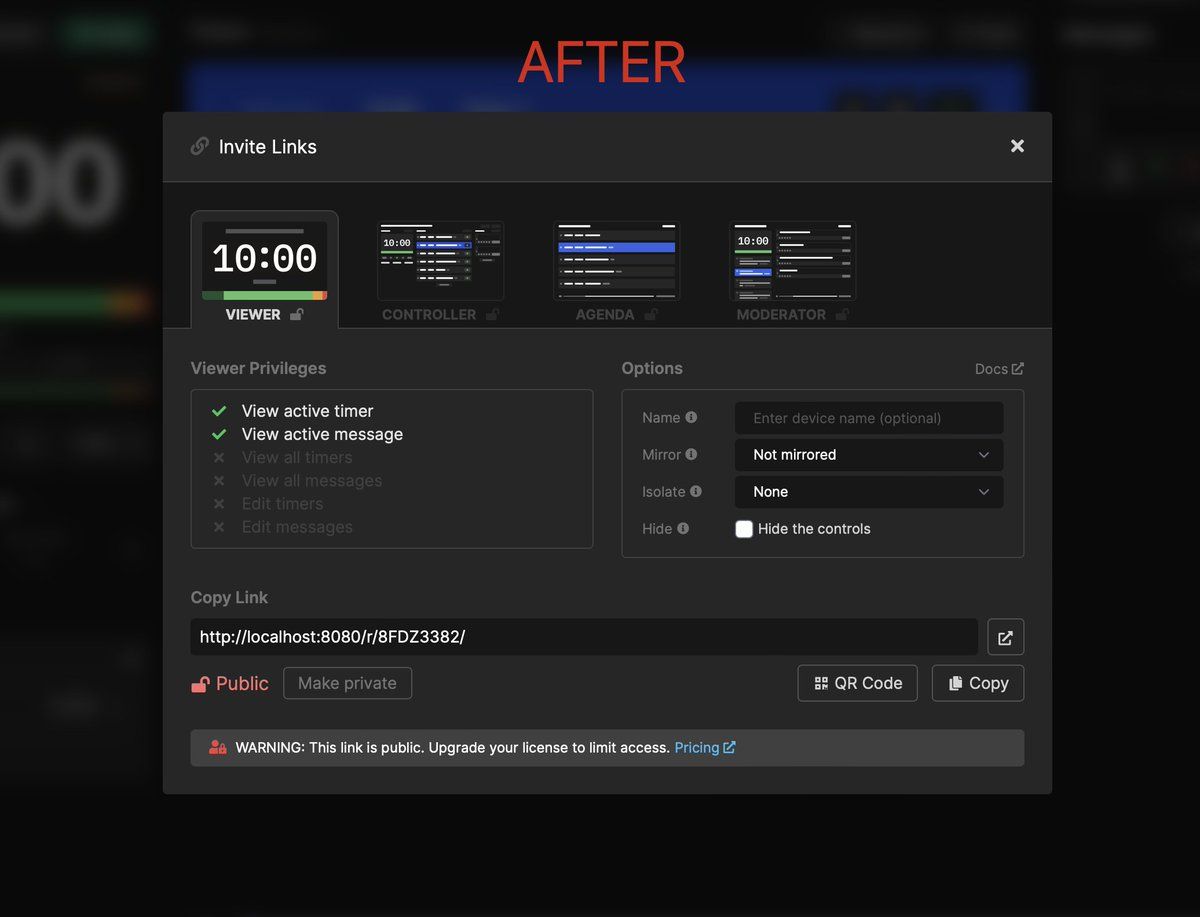 AFTER
Invite Links
10:00
10:00
10:00
VIEWER
CONTROLLER
AGENDA
MODERATOR
Viewer Privileges
View active timer
View active message
View all timers
View all messages
Edit timers
Edit messages
Options
Docs
Name
Enter device name (optional)
Mirror
Not mirrored
Isolate
None
Hide
Hide the controls
Copy Link
http://localhost:8080/r/8FDZ3382/
Public
Make private
QR Code
Copy
WARNING: This link is public. Upgrade your license to limit access. Pricing